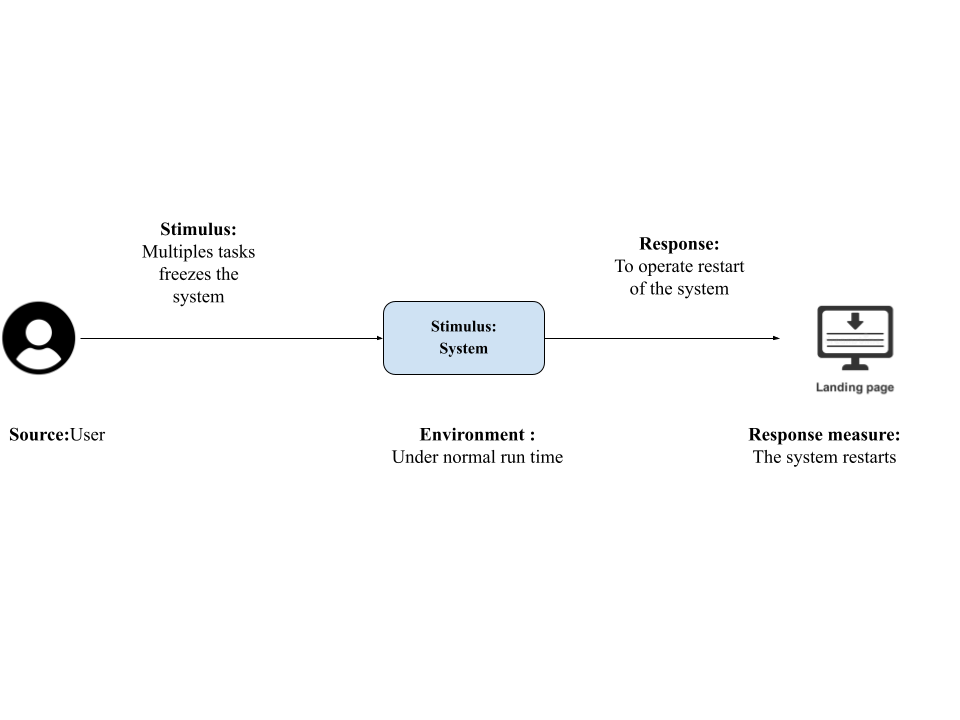 Stimulus:
Multiples tasks
freezes the
system
Response:
To operate restart
of the system
Stimulus:
System
Landing page
Source:User
Environment :
Under normal run time
Response measure:
The system restarts